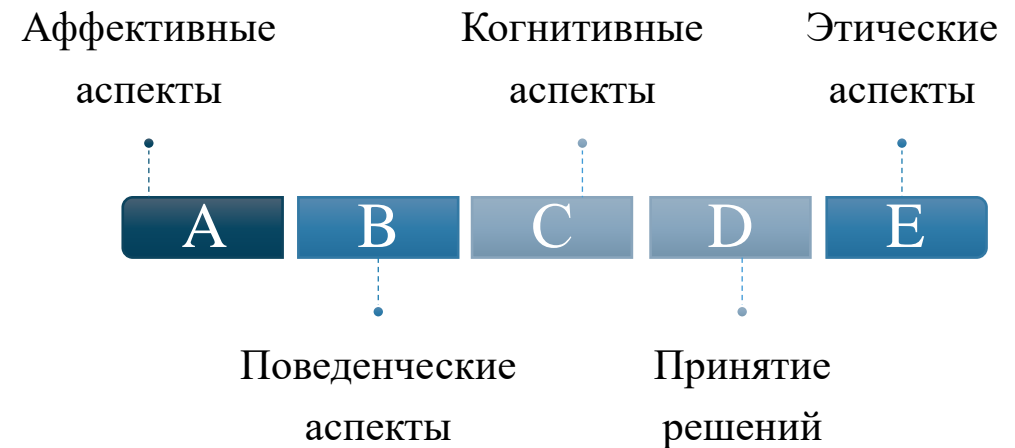 Аффективные
аспекты
Когнитивные
аспекты
Этические
аспекты
A B C D E
Поведенческие
аспекты
Принятие
решений